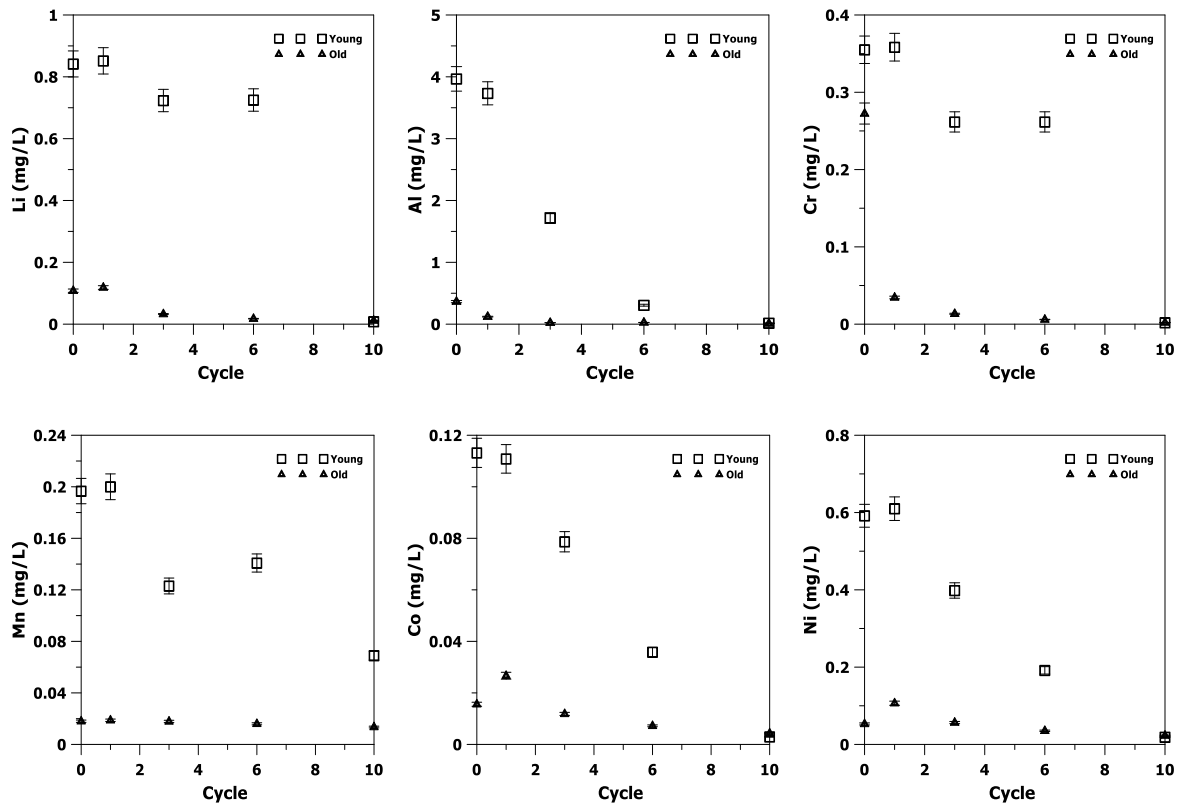 1
0.8
0.6
0.4
0.2
0
Li (mg/L)
0 2 4 6 8 10
Cycle
Young
Old
5
4
3
2
1
0
Al (mg/L)
0 2 4 6 8 10
Cycle
Young
Old
0.4
0.3
0.2
0.1
0
Cr (mg/L)
0 2 4 6 8 10
Cycle
Young
Old
0.24
0.2
0.16
0.12
0.08
0.04
0
Mn (mg/L)
0 2 4 6 8 10
Cycle
Young
Old
0.12
0.08
0.04
0
Co (mg/L)
0 2 4 6 8 10
Cycle
Young
Old
0.8
0.6
0.4
0.2
0
Ni (mg/L)
0 2 4 6 8 10
Cycle
Young
Old